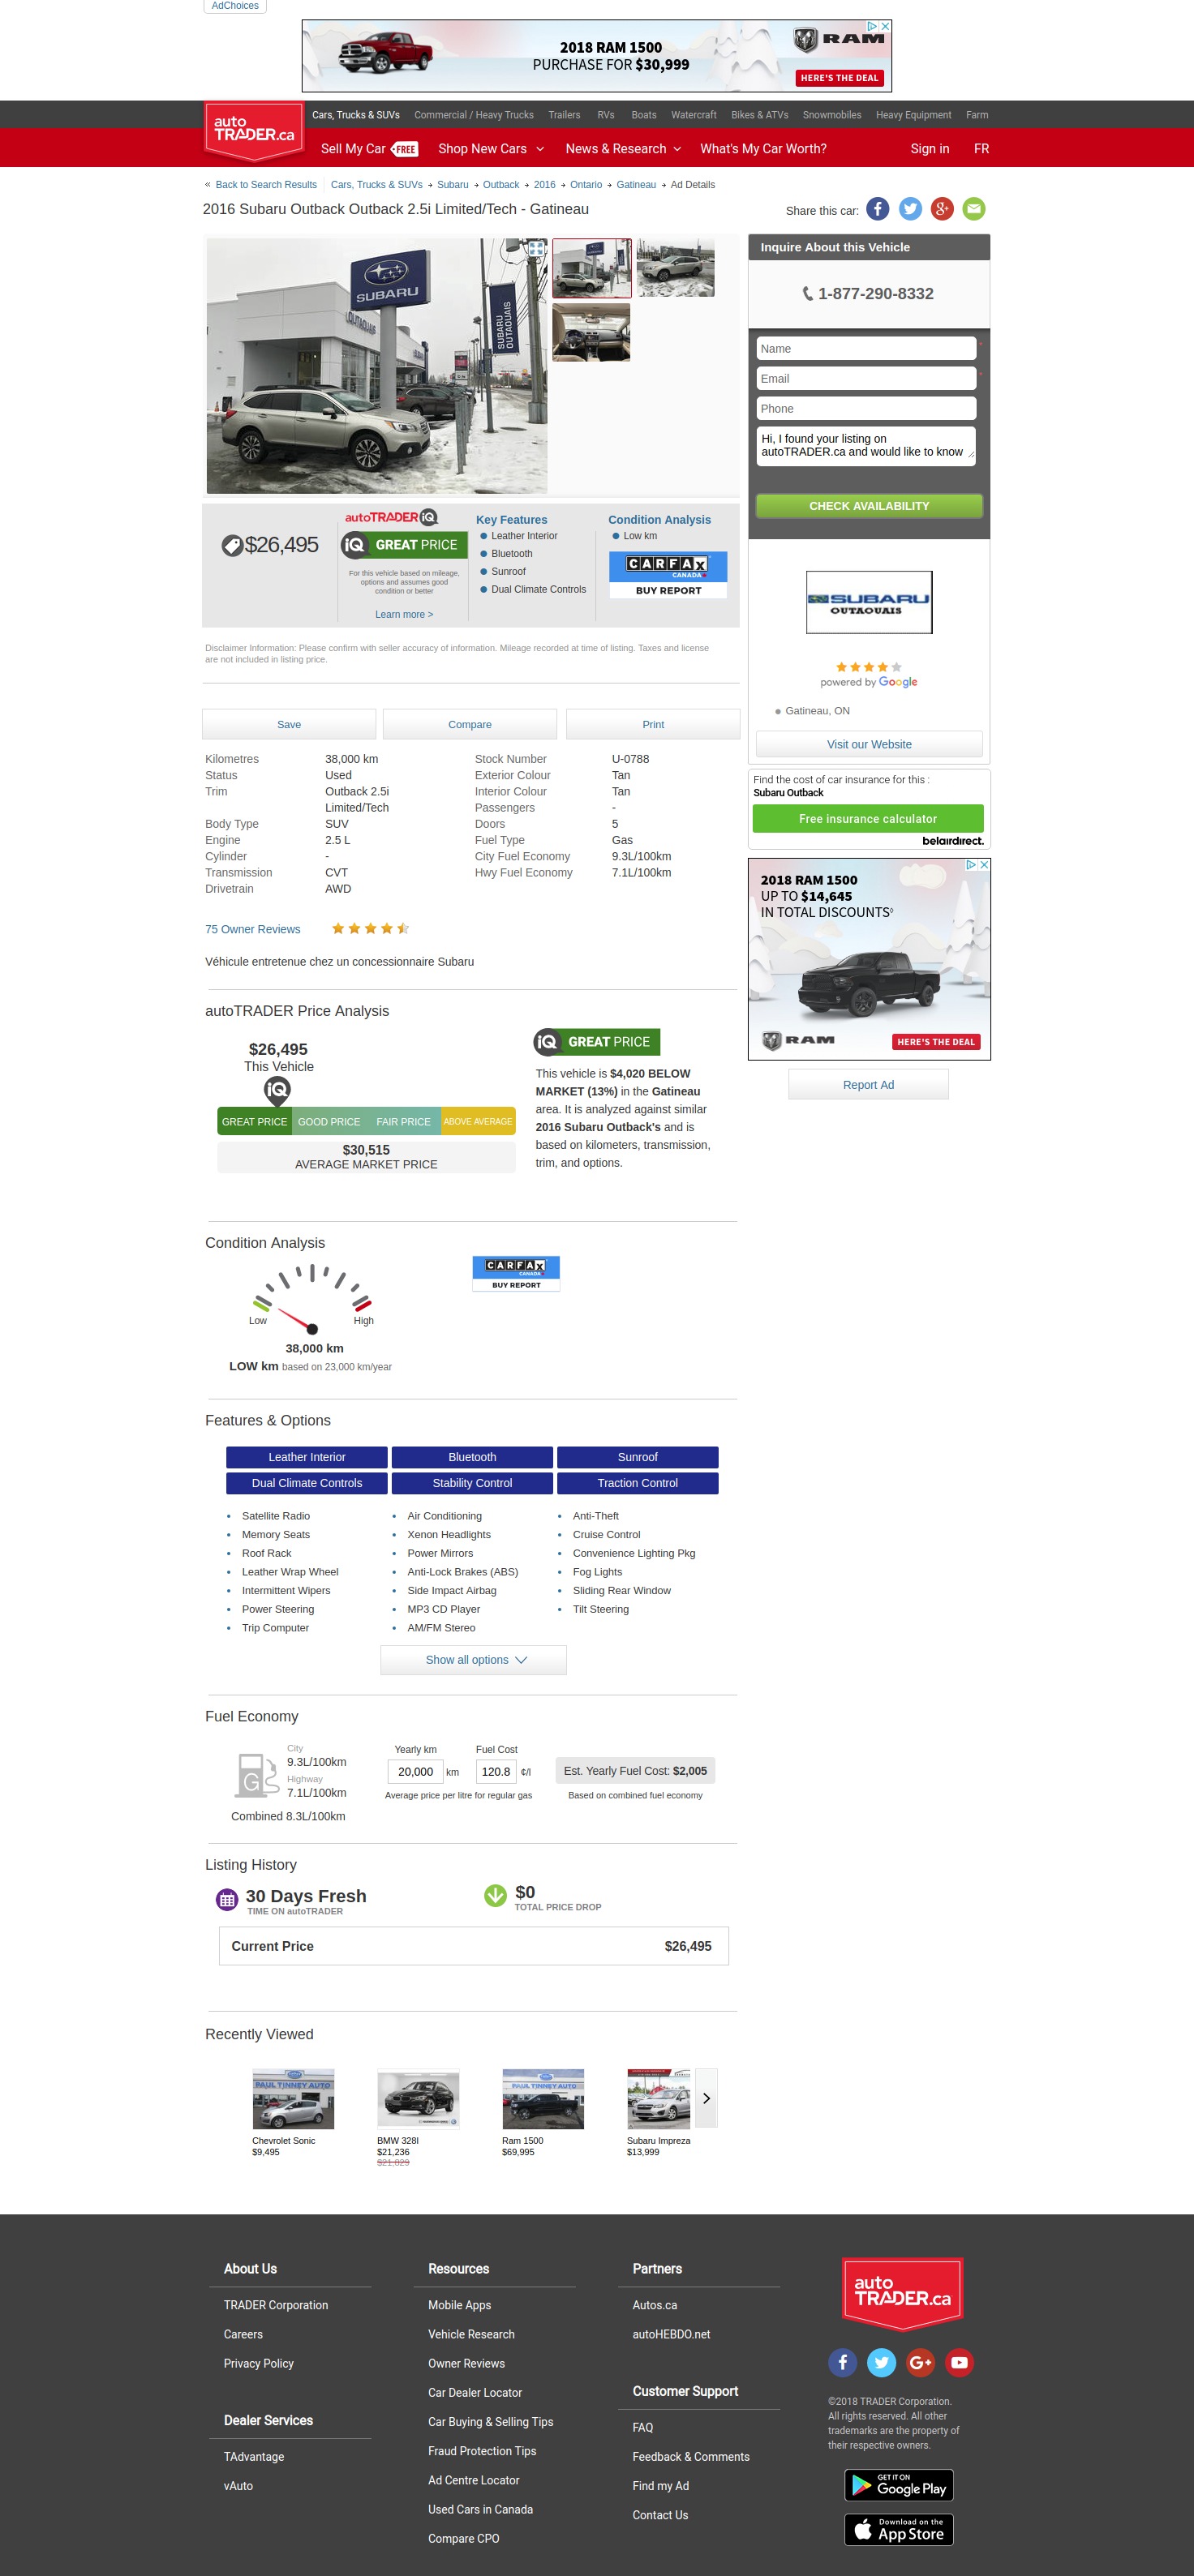 AdChoices
2018 RAM 1500
PURCHASE FOR $30,999
RAM
HERE'S THE DEAL
auto
TRADER.ca
Cars, Trucks & SUVs Commercial / Heavy Trucks Trailers RVs Boats Watercraft Bikes & ATVs Snowmobiles Heavy Equipment Farm
Sell My Car FREE Shop New Cars News & Research What's My Car Worth? Sign in FR
« Back to Search Results Cars, Trucks & SUVs → Subaru → Outback → 2016 → Ontario → Gatineau → Ad Details
2016 Subaru Outback Outback 2.5i Limited/Tech - Gatineau
Share this car:
SUBARU
OUTAOUAIS
SUBARU
OUTAOUAIS
Inquire About this Vehicle
1-877-290-8332
Name *
Email *
Phone
Hi, I found your listing on
autoTRADER.ca and would like to know
CHECK AVAILABILITY
$26,495
autoTRADER iQ
iQ GREAT PRICE
For this vehicle based on mileage,
options and assumes good
condition or better
Learn more >
Key Features
Leather Interior
Bluetooth
Sunroof
Dual Climate Controls
Condition Analysis
Low km
CARFAX
CANADA
BUY REPORT
Disclaimer Information: Please confirm with seller accuracy of information. Mileage recorded at time of listing. Taxes and license
are not included in listing price.
SUBARU
OUTAOUAIS
powered by Google
Gatineau, ON
Visit our Website
Find the cost of car insurance for this :
Subaru Outback
Free insurance calculator
belairdirect.
2018 RAM 1500
UP TO $14,645
IN TOTAL DISCOUNTS◊
RAM
HERE'S THE DEAL
Report Ad
Save Compare Print
Kilometres 38,000 km Stock Number U-0788
Status Used Exterior Colour Tan
Trim Outback 2.5i Interior Colour Tan
Limited/Tech Passengers -
Body Type SUV Doors 5
Engine 2.5 L Fuel Type Gas
Cylinder - City Fuel Economy 9.3L/100km
Transmission CVT Hwy Fuel Economy 7.1L/100km
Drivetrain AWD
75 Owner Reviews
Véhicule entretenue chez un concessionnaire Subaru
autoTRADER Price Analysis
$26,495
This Vehicle
iQ
GREAT PRICE GOOD PRICE FAIR PRICE ABOVE AVERAGE
$30,515
AVERAGE MARKET PRICE
iQ GREAT PRICE
This vehicle is $4,020 BELOW
MARKET (13%) in the Gatineau
area. It is analyzed against similar
2016 Subaru Outback's and is
based on kilometers, transmission,
trim, and options.
Condition Analysis
Low High
38,000 km
LOW km based on 23,000 km/year
CARFAX
CANADA
BUY REPORT
Features & Options
Leather Interior Bluetooth Sunroof
Dual Climate Controls Stability Control Traction Control
Satellite Radio Air Conditioning Anti-Theft
Memory Seats Xenon Headlights Cruise Control
Roof Rack Power Mirrors Convenience Lighting Pkg
Leather Wrap Wheel Anti-Lock Brakes (ABS) Fog Lights
Intermittent Wipers Side Impact Airbag Sliding Rear Window
Power Steering MP3 CD Player Tilt Steering
Trip Computer AM/FM Stereo
Show all options
Fuel Economy
G
City
9.3L/100km
Highway
7.1L/100km
Combined 8.3L/100km
Yearly km Fuel Cost
20,000 km 120.8 ¢/l
Average price per litre for regular gas
Est. Yearly Fuel Cost: $2,005
Based on combined fuel economy
Listing History
30 Days Fresh
TIME ON autoTRADER
$0
TOTAL PRICE DROP
Current Price $26,495
Recently Viewed
PAUL TINNEY AUTO
PAUL TINNEY AUTO
Chevrolet Sonic BMW 328I Ram 1500 Subaru Impreza
$9,495 $21,236 $69,995 $13,999
$21,829
About Us
TRADER Corporation
Careers
Privacy Policy
Dealer Services
TAdvantage
vAuto
Resources
Mobile Apps
Vehicle Research
Owner Reviews
Car Dealer Locator
Car Buying & Selling Tips
Fraud Protection Tips
Ad Centre Locator
Used Cars in Canada
Compare CPO
Partners
Autos.ca
autoHEBDO.net
Customer Support
FAQ
Feedback & Comments
Find my Ad
Contact Us
auto
TRADER.ca
©2018 TRADER Corporation.
All rights reserved. All other
trademarks are the property of
their respective owners.
GET IT ON
Google Play
Download on the
App Store